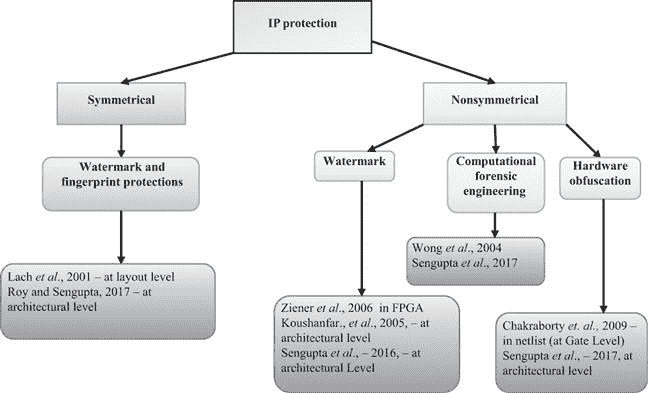 IP protection
Symmetrical
Nonsymmetrical
Watermark and
fingerprint protections
Watermark
Computational
forensic
engineering
Hardware
obfuscation
Lach et al., 2001 – at layout level
Roy and Sengupta, 2017 – at
architectural level
Wong et al., 2004
Sengupta et al., 2017
Ziener et al., 2006 in FPGA
Koushanfar., et al., 2005, – at
architectural level
Sengupta et al., – 2016, – at
architectural Level
Chakraborty et. al., 2009 –
in netlist (at Gate Level)
Sengupta et al., – 2017, at
architectural level